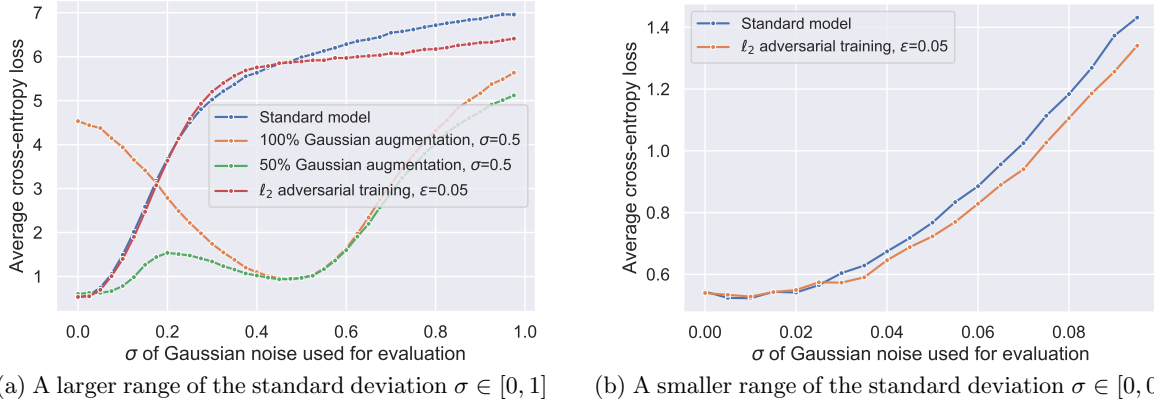 7
6
5
4
3
2
1
Average cross-entropy loss
Standard model
100% Gaussian augmentation, σ=0.5
50% Gaussian augmentation, σ=0.5
ℓ₂ adversarial training, ε=0.05
0.0 0.2 0.4 0.6 0.8 1.0
σ of Gaussian noise used for evaluation
(a) A larger range of the standard deviation σ ∈ [0, 1]
1.4
1.2
1.0
0.8
0.6
Average cross-entropy loss
Standard model
ℓ₂ adversarial training, ε=0.05
0.00 0.02 0.04 0.06 0.08
σ of Gaussian noise used for evaluation
(b) A smaller range of the standard deviation σ ∈ [0,